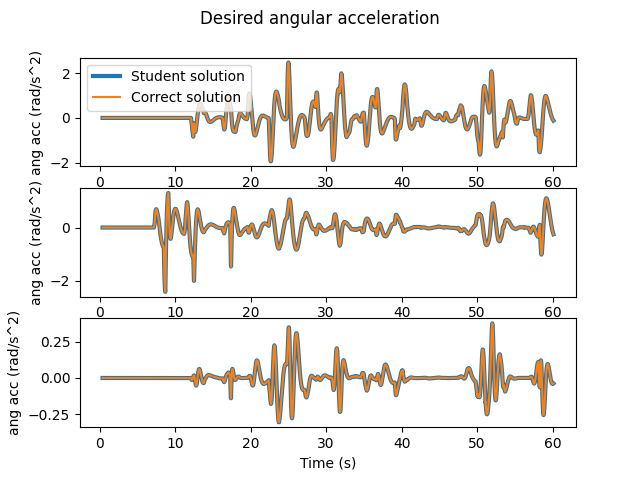 Desired angular acceleration
ang acc (rad/s^2)
2
0
−2
Student solution
Correct solution
0 10 20 30 40 50 60
ang acc (rad/s^2)
0
−2
0 10 20 30 40 50 60
ang acc (rad/s^2)
0.25
0.00
−0.25
0 10 20 30 40 50 60
Time (s)